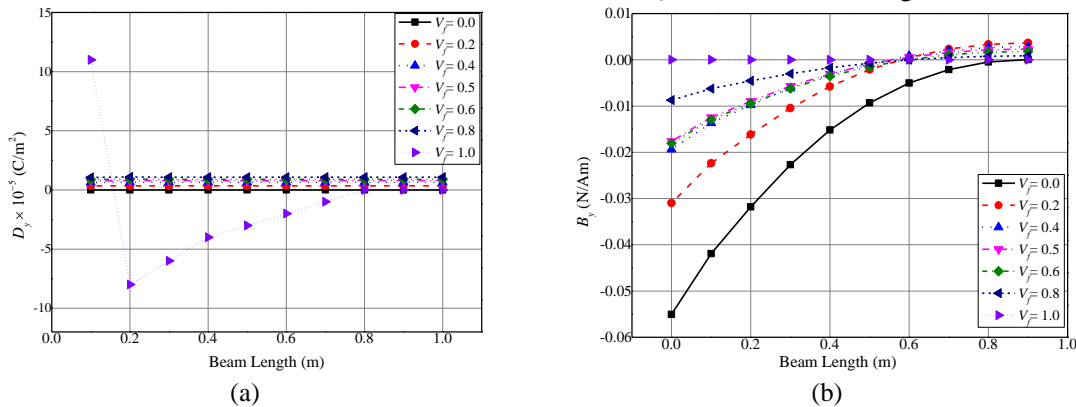 15
10
5
0
-5
-10
0.0 0.2 0.4 0.6 0.8 1.0
D_y × 10⁻⁵ (C/m²)
Beam Length (m)
V_f= 0.0
V_f= 0.2
V_f= 0.4
V_f= 0.5
V_f= 0.6
V_f= 0.8
V_f= 1.0
(a)
0.01
0.00
-0.01
-0.02
-0.03
-0.04
-0.05
-0.06
0.0 0.2 0.4 0.6 0.8 1.0
B_y (N/Am)
Beam Length (m)
V_f= 0.0
V_f= 0.2
V_f= 0.4
V_f= 0.5
V_f= 0.6
V_f= 0.8
V_f= 1.0
(b)